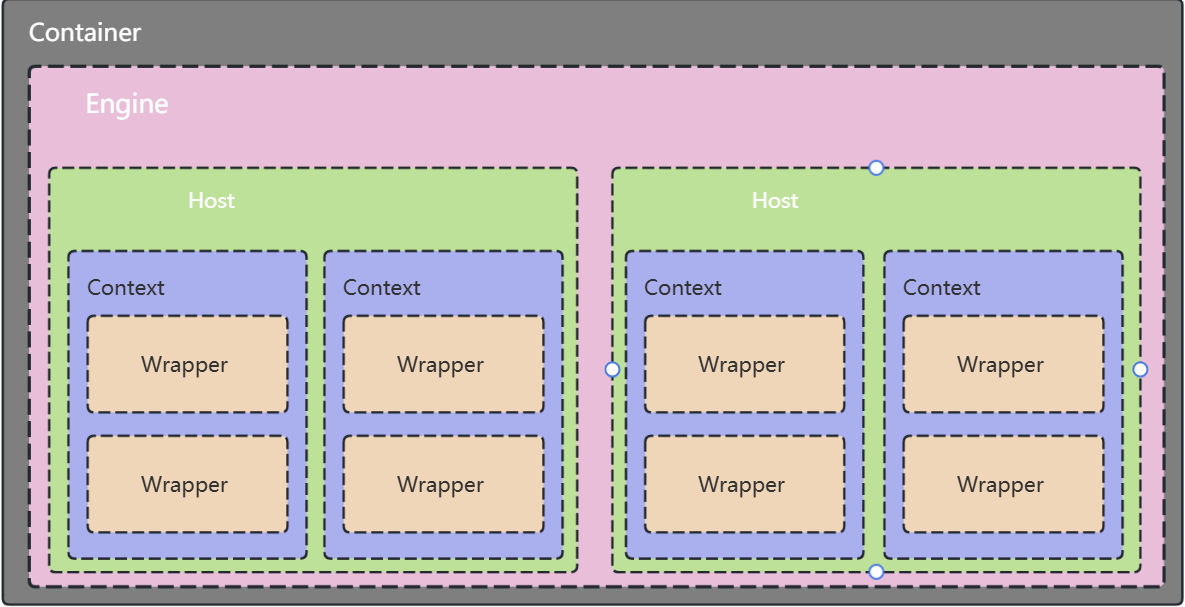 Container
Engine
Host
Host
Context
Context
Context
Context
Wrapper
Wrapper
Wrapper
Wrapper
Wrapper
Wrapper
Wrapper
Wrapper